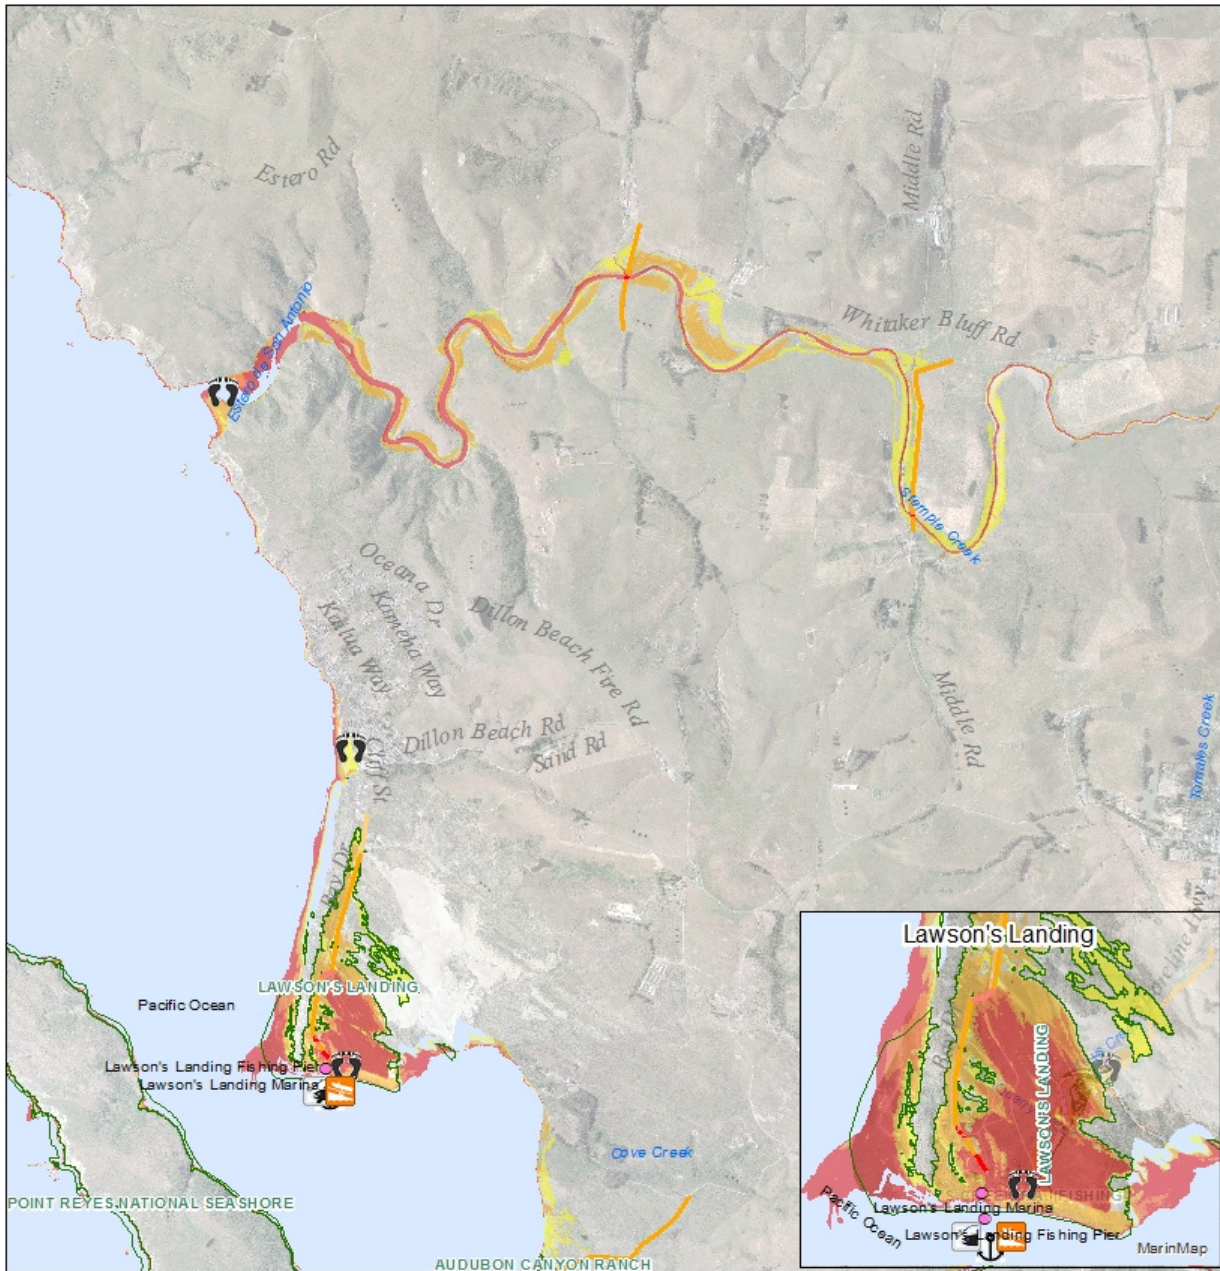 Estero Rd
Middle Rd
Estero de San Antonio
Whitaker Bluff Rd
Stemple Creek
Oceana Dr
Kameha Way
Kailua Way
Dillon Beach Fire Rd
Dillon Beach Rd
Sand Rd
Cliff St
Middle Rd
Tomales Creek
Bay Dr
LAWSON'S LANDING
Pacific Ocean
Lawson's Landing Fishing Pier
Lawson's Landing Marina
Cove Creek
POINT REYES NATIONAL SEASHORE
AUDUBON CANYON RANCH
Lawson's Landing
LAWSON'S LANDING
Lawson's Landing Marina
Pacific Ocean
Lawson's Landing Fishing Pier
MarinMap